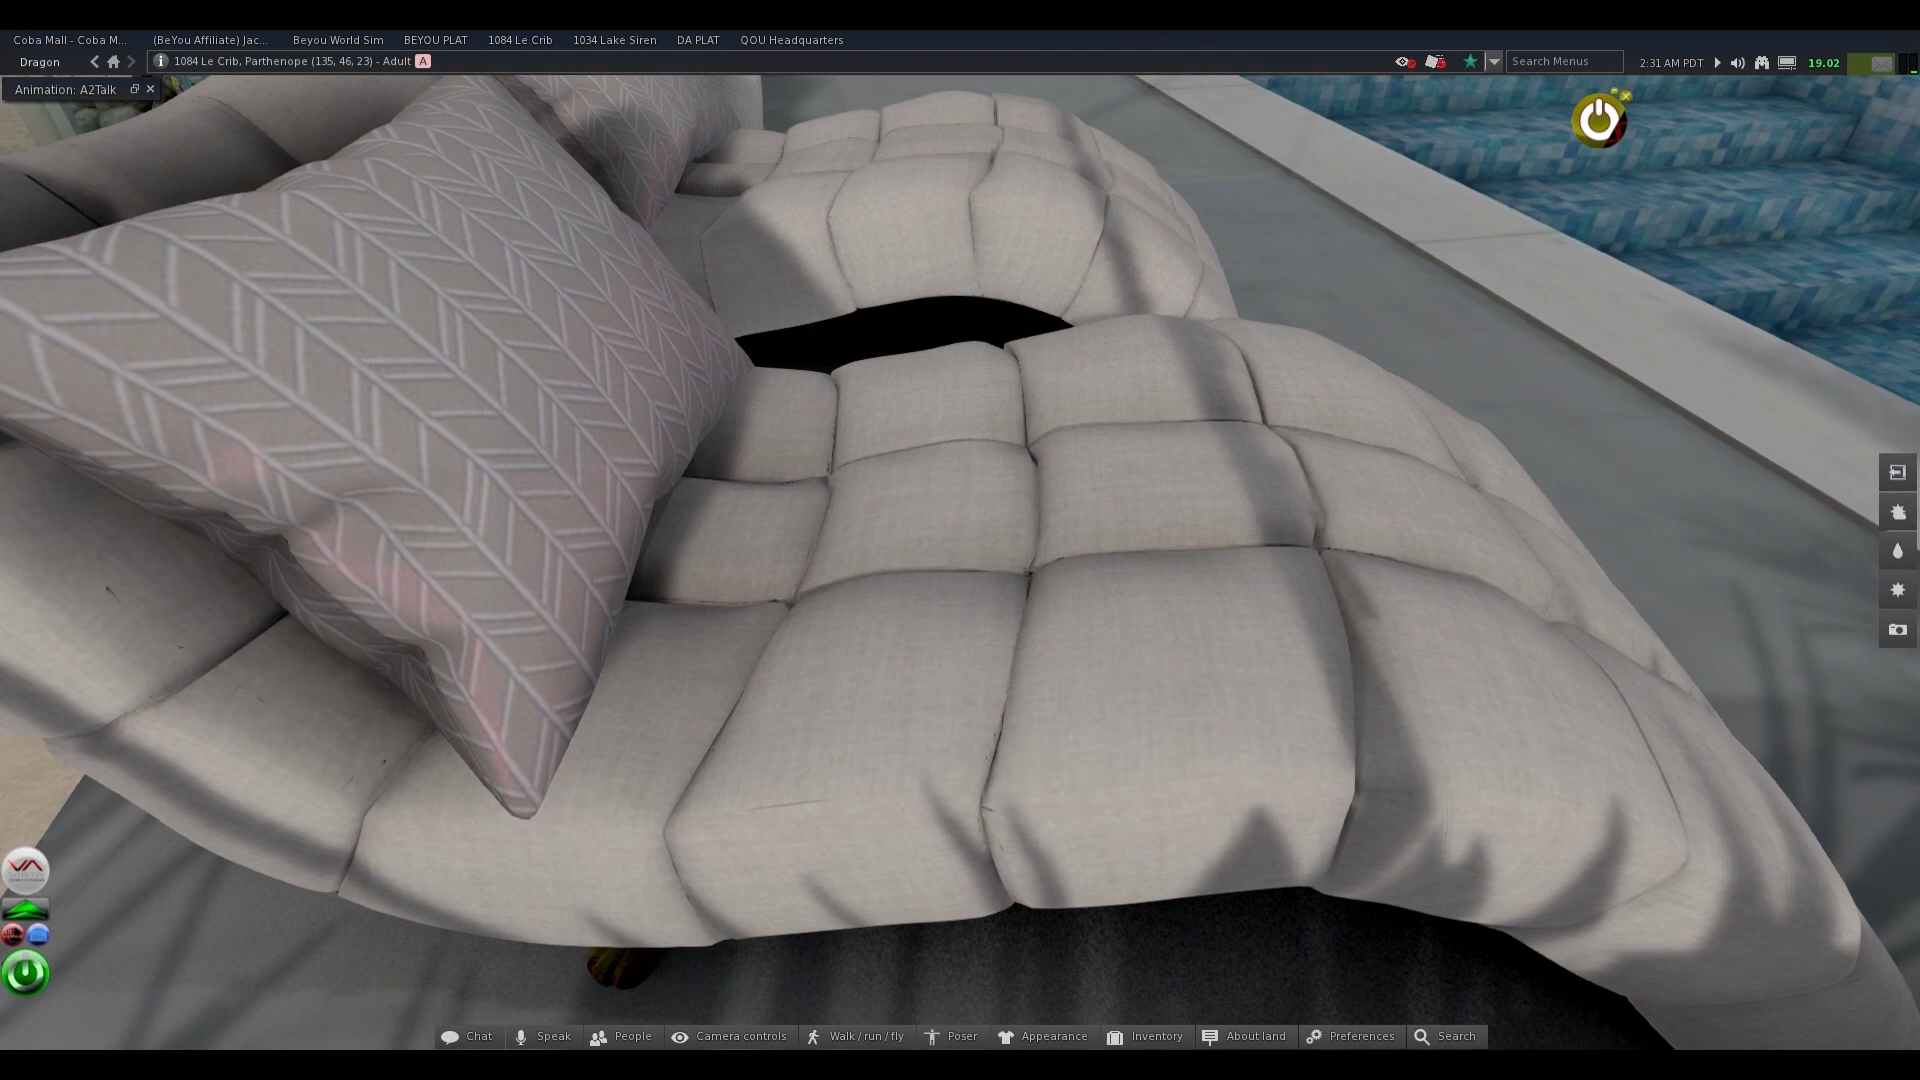 Coba Mall - Coba M... (BeYou Affiliate) Jac... Beyou World Sim BEYOU PLAT 1084 Le Crib 1034 Lake Siren DA PLAT QOU Headquarters
Dragon 1084 Le Crib, Parthenope (135, 46, 23) - Adult A Search Menus 2:31 AM PDT 19.02
Animation: A2Talk
Chat Speak People Camera controls Walk / run / fly Poser Appearance Inventory About land Preferences Search